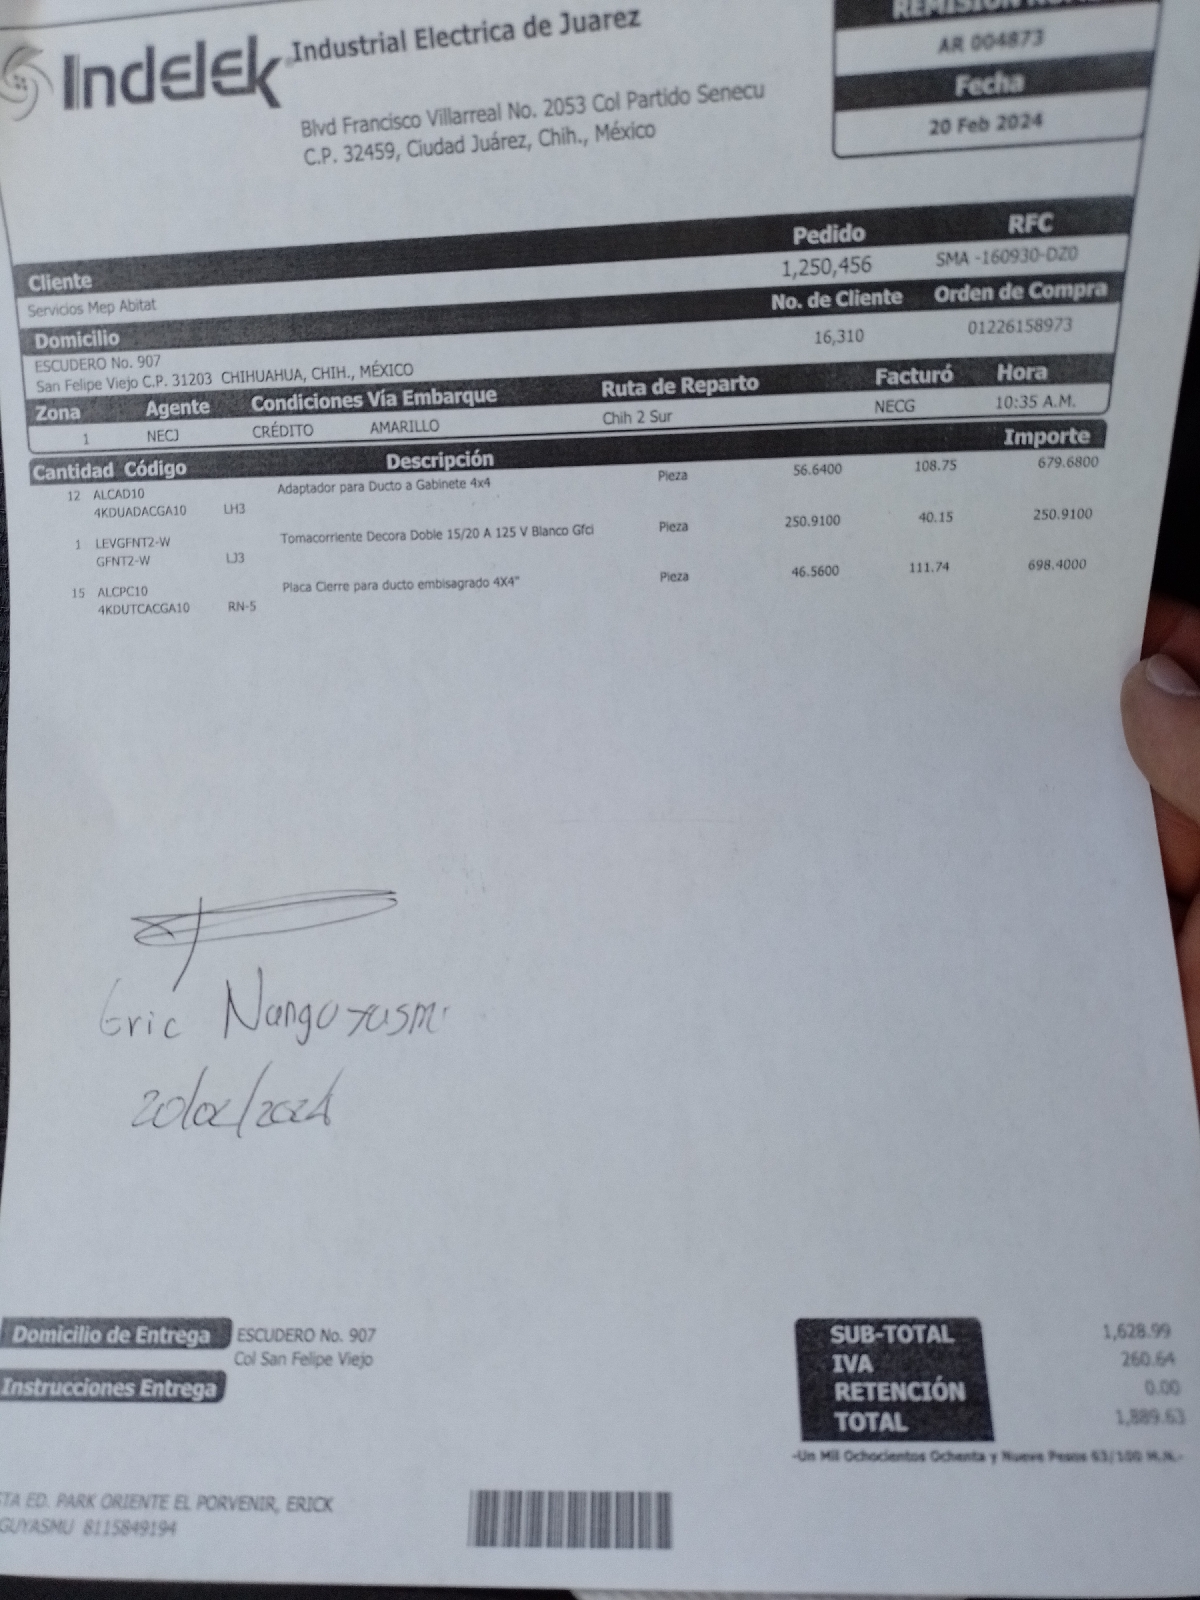 Indelek Industrial Electrica de Juarez
Blvd Francisco Villarreal No. 2053 Col Partido Senecu
C.P. 32459, Ciudad Juárez, Chih., México
REMISION
AR 004873
Fecha
20 Feb 2024
Cliente Pedido RFC
Servicios Mep Abitat 1,250,456 SMA -160930-DZ0
Domicilio No. de Cliente Orden de Compra
ESCUDERO No. 907 16,310 01226158973
San Felipe Viejo C.P. 31203 CHIHUAHUA, CHIH., MÉXICO
Zona Agente Condiciones Vía Embarque Ruta de Reparto Facturó Hora
1 NECJ CRÉDITO AMARILLO Chih 2 Sur NECG 10:35 A.M.
Cantidad Código Descripción Importe
12 ALCAD10 Adaptador para Ducto a Gabinete 4x4 Pieza 56.6400 108.75 679.6800
4KDUADACGA10 LH3
1 LEVGFNT2-W Tomacorriente Decora Doble 15/20 A 125 V Blanco Gfci Pieza 250.9100 40.15 250.9100
GFNT2-W LJ3
15 ALCPC10 Placa Cierre para ducto embisagrado 4X4" Pieza 46.5600 111.74 698.4000
4KDUTCACGA10 RN-5
Eric
20/02/2024
Domicilio de Entrega ESCUDERO No. 907
Col San Felipe Viejo
Instrucciones Entrega
SUB-TOTAL 1,628.99
IVA 260.64
RETENCIÓN 0.00
TOTAL 1,889.63
-Un Mil Ochocientos Ochenta y Nueve Pesos 63/100 M.N.-
TA ED. PARK ORIENTE EL PORVENIR, ERICK
GUYASMU 8115849194